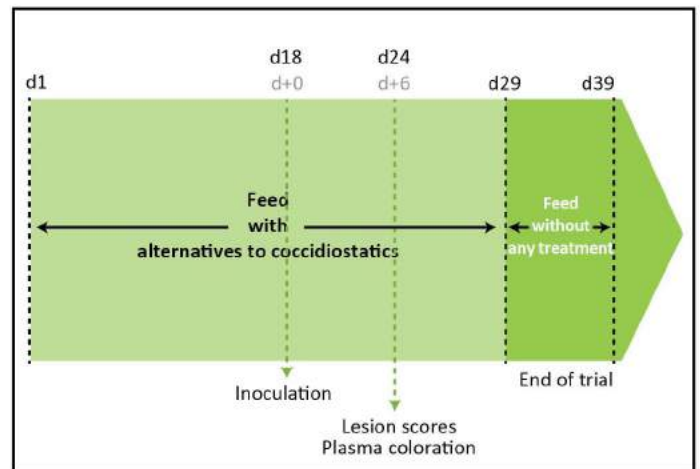 d18
d24
d1
d+0
d+6
d29
d39
Feed
with
alternatives to coccidiostatics
Feed
without
any treatment
Inoculation
End of trial
Lesion scores
Plasma coloration